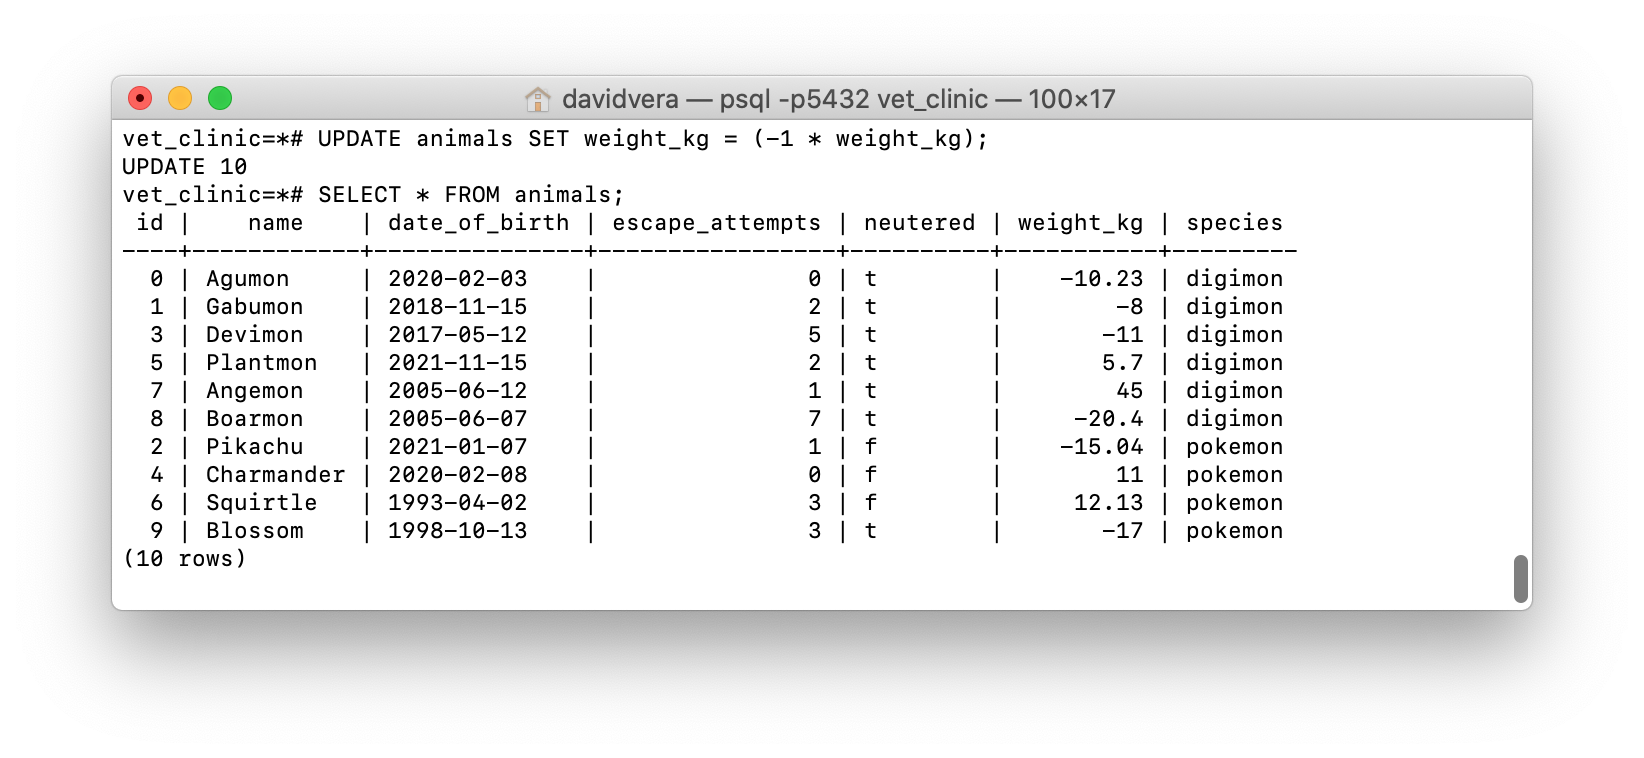 davidvera — psql -p5432 vet_clinic — 100×17
vet_clinic=*# UPDATE animals SET weight_kg = (-1 * weight_kg);
UPDATE 10
vet_clinic=*# SELECT * FROM animals;
 id |    name    | date_of_birth | escape_attempts | neutered | weight_kg | species
----+------------+---------------+-----------------+----------+-----------+---------
  0 | Agumon     | 2020-02-03    |               0 | t        |    -10.23 | digimon
  1 | Gabumon    | 2018-11-15    |               2 | t        |        -8 | digimon
  3 | Devimon    | 2017-05-12    |               5 | t        |       -11 | digimon
  5 | Plantmon   | 2021-11-15    |               2 | t        |       5.7 | digimon
  7 | Angemon    | 2005-06-12    |               1 | t        |        45 | digimon
  8 | Boarmon    | 2005-06-07    |               7 | t        |     -20.4 | digimon
  2 | Pikachu    | 2021-01-07    |               1 | f        |    -15.04 | pokemon
  4 | Charmander | 2020-02-08    |               0 | f        |        11 | pokemon
  6 | Squirtle   | 1993-04-02    |               3 | f        |     12.13 | pokemon
  9 | Blossom    | 1998-10-13    |               3 | t        |       -17 | pokemon
(10 rows)